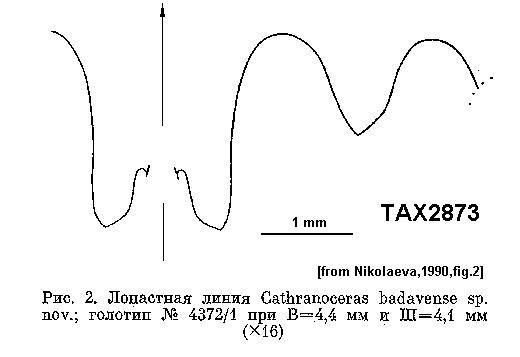 1 mm
TAX2873
[from Nikolaeva,1990,fig.2]
Рис. 2. Лопастная линия Cathranoceras badavense sp.
nov.; голотип № 4372/1 при В=4,4 мм и Ш=4,1 мм
(×16)